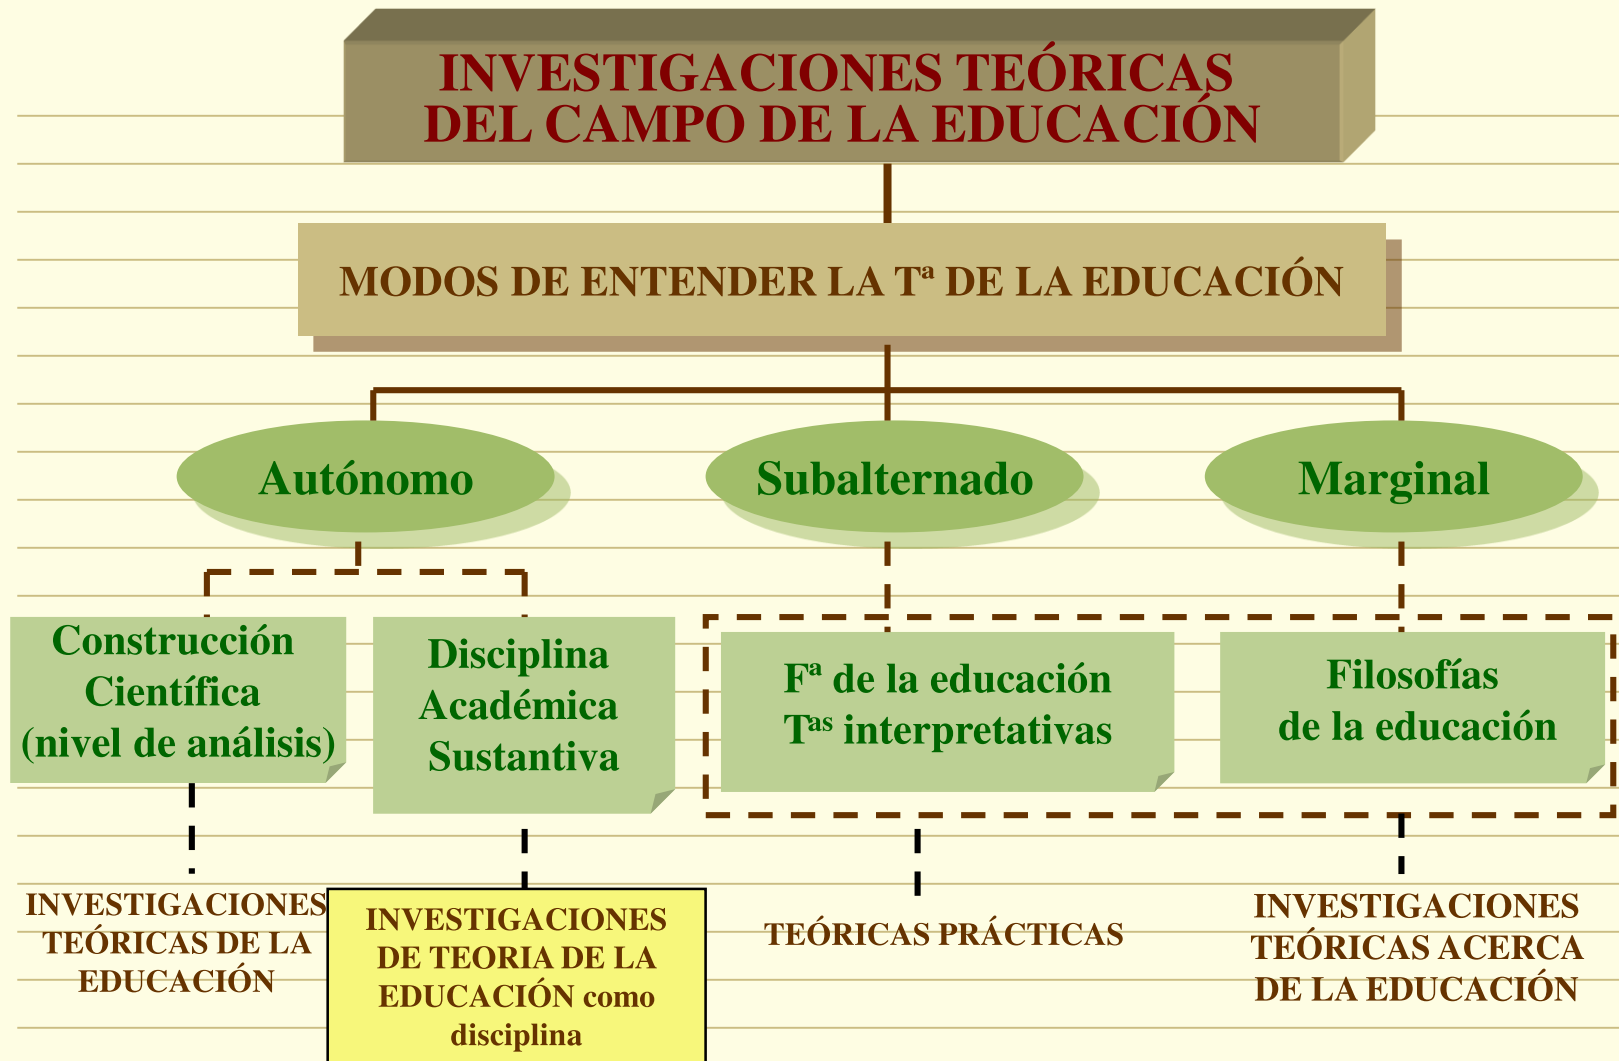 INVESTIGACIONES TEÓRICAS
DEL CAMPO DE LA EDUCACIÓN
MODOS DE ENTENDER LA Tª DE LA EDUCACIÓN
Autónomo
Subalternado
Marginal
Construcción
Científica
(nivel de análisis)
Disciplina
Académica
Sustantiva
Fª de la educación
Tᵃˢ interpretativas
Filosofías
de la educación
INVESTIGACIONES
TEÓRICAS DE LA
EDUCACIÓN
INVESTIGACIONES
DE TEORIA DE LA
EDUCACIÓN como
disciplina
TEÓRICAS PRÁCTICAS
INVESTIGACIONES
TEÓRICAS ACERCA
DE LA EDUCACIÓN